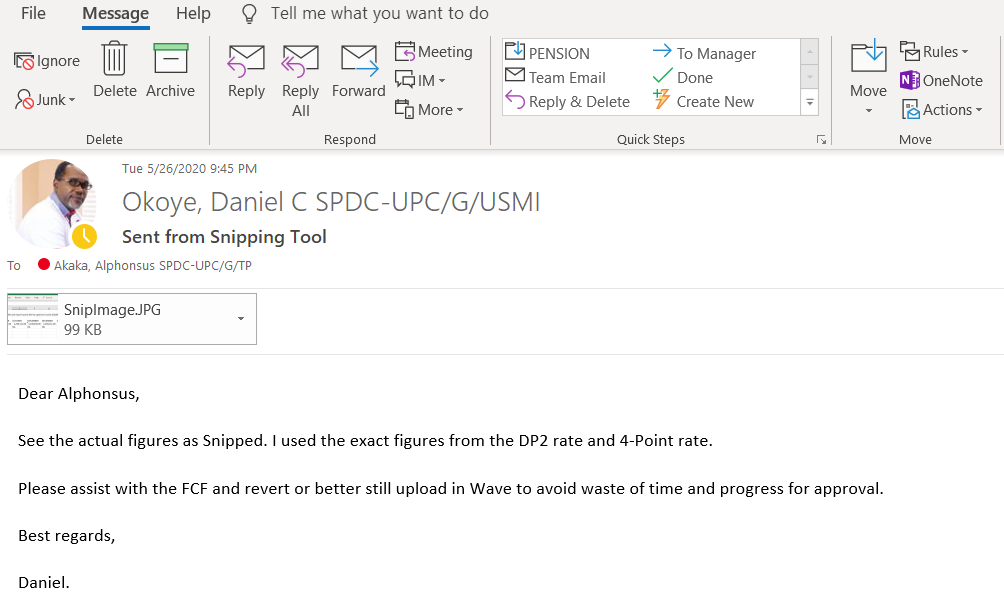 File Message Help Tell me what you want to do
Ignore
Junk
Delete
Archive
Delete
Reply
Reply All
Forward
Meeting
IM
More
Respond
PENSION To Manager
Team Email Done
Reply & Delete Create New
Quick Steps
Move
Rules
OneNote
Actions
Move
Tue 5/26/2020 9:45 PM
Okoye, Daniel C SPDC-UPC/G/USMI
Sent from Snipping Tool
To Akaka, Alphonsus SPDC-UPC/G/TP
SnipImage.JPG
99 KB
Dear Alphonsus,
See the actual figures as Snipped. I used the exact figures from the DP2 rate and 4-Point rate.
Please assist with the FCF and revert or better still upload in Wave to avoid waste of time and progress for approval.
Best regards,
Daniel.